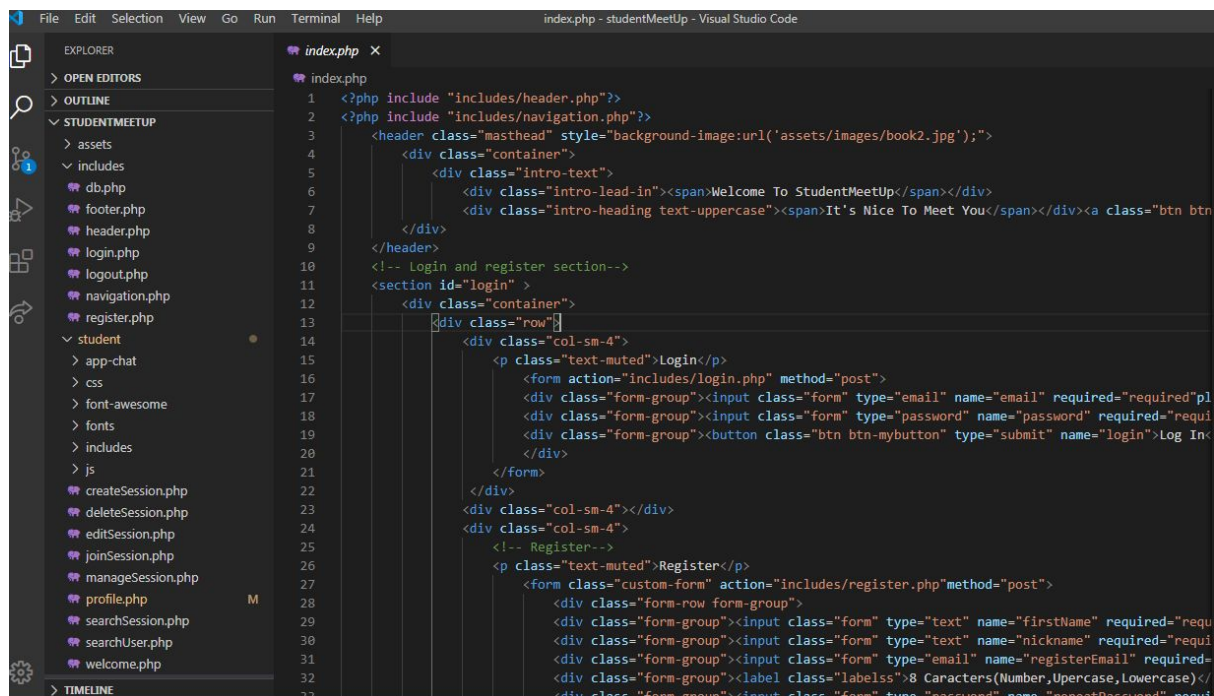 File Edit Selection View Go Run Terminal Help index.php - studentMeetUp - Visual Studio Code
EXPLORER
> OPEN EDITORS
> OUTLINE
STUDENTMEETUP
> assets
includes
db.php
footer.php
header.php
login.php
logout.php
navigation.php
register.php
student
> app-chat
> css
> font-awesome
> fonts
> includes
> js
createSession.php
deleteSession.php
editSession.php
joinSession.php
manageSession.php
profile.php M
searchSession.php
searchUser.php
welcome.php
> TIMELINE
1
index.php ×
index.php
1 <?php include "includes/header.php"?>
2 <?php include "includes/navigation.php"?>
3 <header class="masthead" style="background-image:url('assets/images/book2.jpg');">
4 <div class="container">
5 <div class="intro-text">
6 <div class="intro-lead-in"><span>Welcome To StudentMeetUp</span></div>
7 <div class="intro-heading text-uppercase"><span>It's Nice To Meet You</span></div><a class="btn btn
8 </div>
9 </header>
10 <!-- Login and register section-->
11 <section id="login" >
12 <div class="container">
13 <div class="row">
14 <div class="col-sm-4">
15 <p class="text-muted">Login</p>
16 <form action="includes/login.php" method="post">
17 <div class="form-group"><input class="form" type="email" name="email" required="required"pl
18 <div class="form-group"><input class="form" type="password" name="password" required="requi
19 <div class="form-group"><button class="btn btn-mybutton" type="submit" name="login">Log In<
20 </div>
21 </form>
22 </div>
23 <div class="col-sm-4"></div>
24 <div class="col-sm-4">
25 <!-- Register-->
26 <p class="text-muted">Register</p>
27 <form class="custom-form" action="includes/register.php"method="post">
28 <div class="form-row form-group">
29 <div class="form-group"><input class="form" type="text" name="firstName" required="requ
30 <div class="form-group"><input class="form" type="text" name="nickname" required="requi
31 <div class="form-group"><input class="form" type="email" name="registerEmail" required=
32 <div class="form-group"><label class="labelss">8 Caracters(Number,Upercase,Lowercase)</